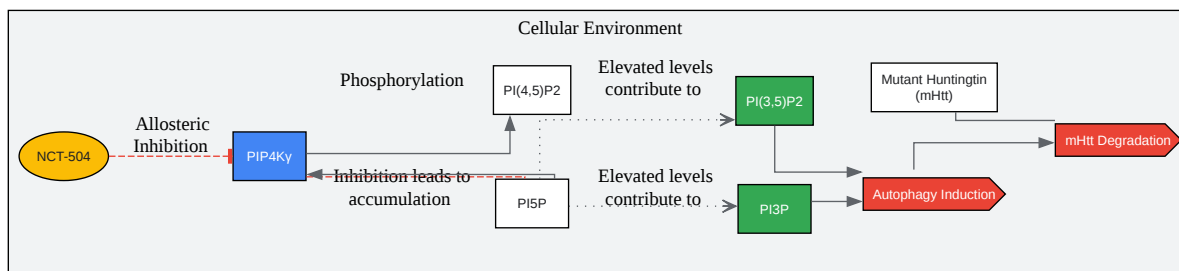 Cellular Environment
Allosteric
Inhibition
NCT-504
PIP4Kγ
Phosphorylation
PI(4,5)P2
Inhibition leads to
accumulation
PI5P
Elevated levels
contribute to
PI(3,5)P2
Elevated levels
contribute to
PI3P
Mutant Huntingtin
(mHtt)
mHtt Degradation
Autophagy Induction